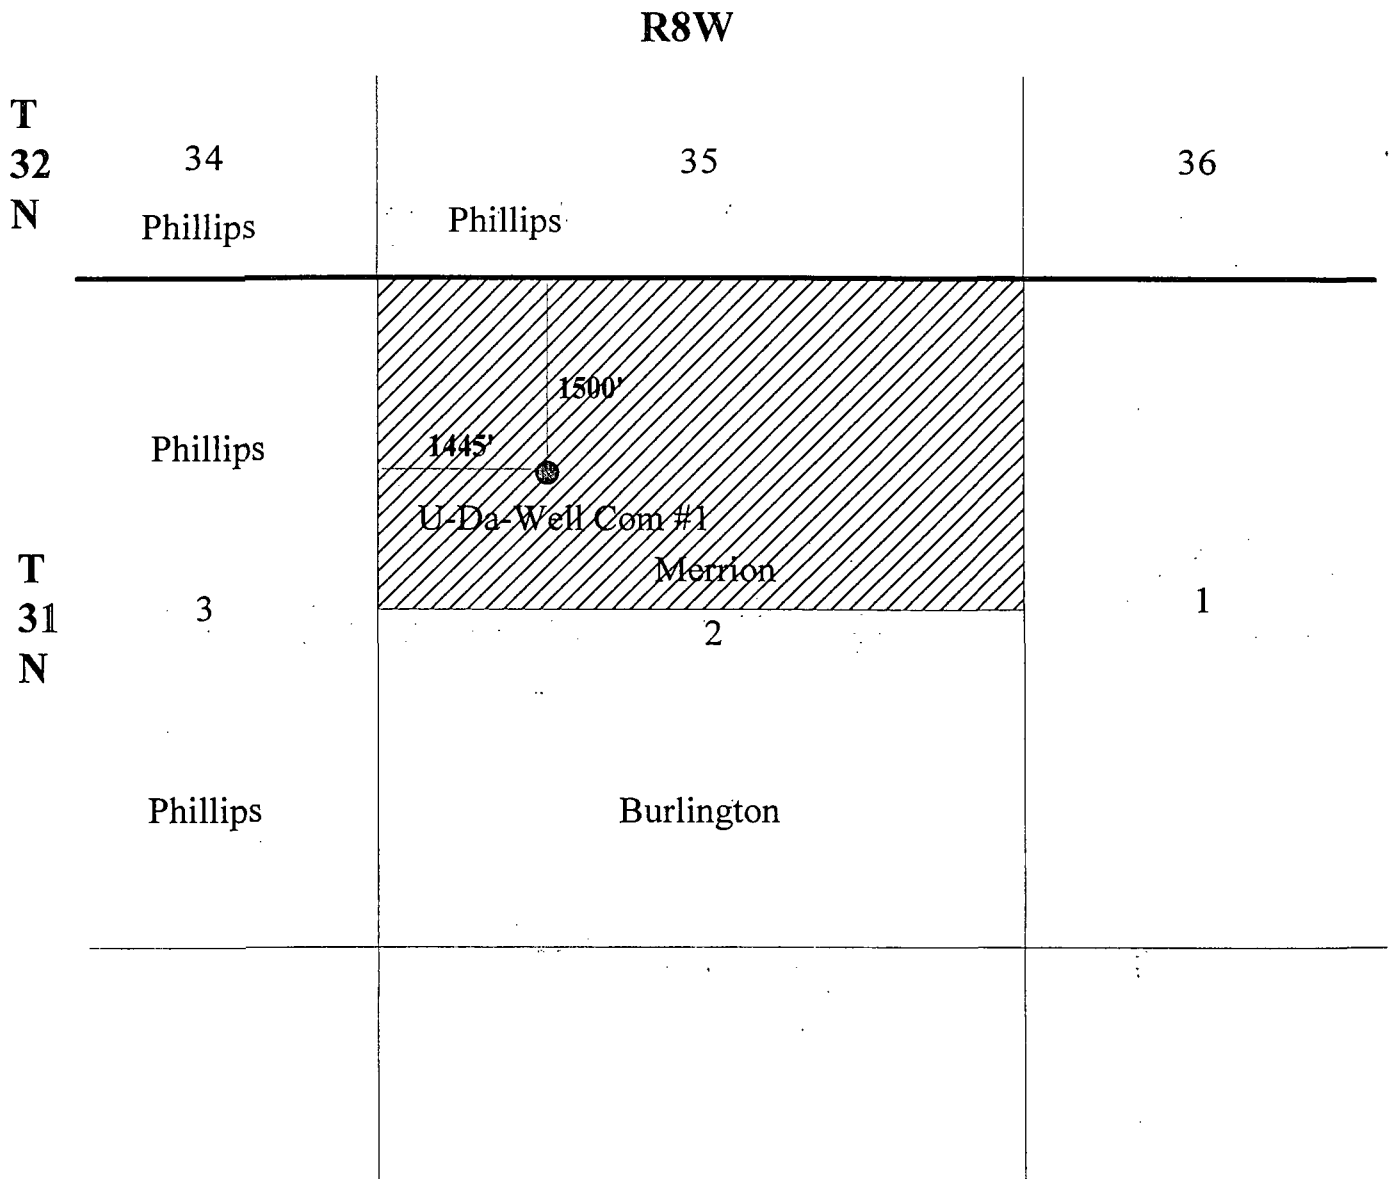 R8W
T
32
N
34
35
36
Phillips
Phillips
1500'
1445'
Phillips
U-Da-Well Com #1
Merrion
T
31
N
3
2
1
Phillips
Burlington